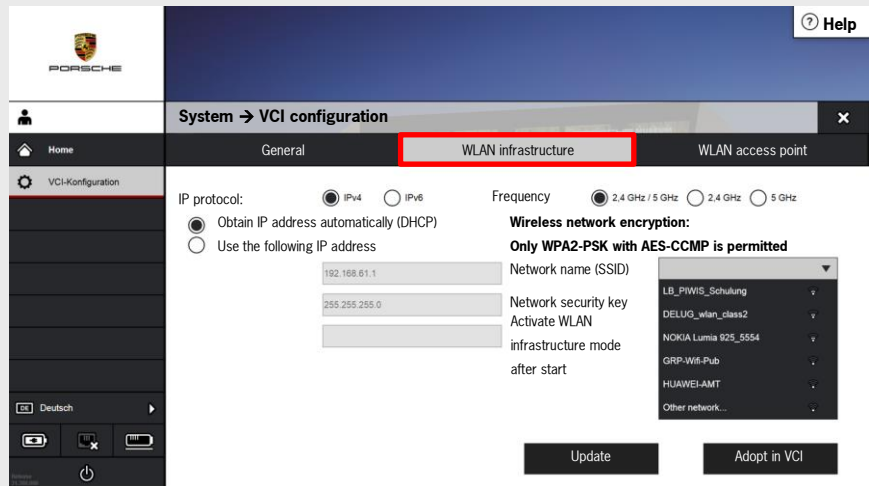 ? Help
PORSCHE
System → VCI configuration
Home
General
WLAN infrastructure
WLAN access point
VCI-Konfiguration
IP protocol:
IPv4
IPv6
Frequency
2,4 GHz / 5 GHz
2,4 GHz
5 GHz
Obtain IP address automatically (DHCP)
Use the following IP address
192.168.61.1
255.255.255.0
Wireless network encryption:
Only WPA2-PSK with AES-CCMP is permitted
Network name (SSID)
Network security key
Activate WLAN
infrastructure mode
after start
LB_PIWIS_Schulung
DELUG_wlan_class2
NOKIA Lumia 925_5554
GRP-Wifi-Pub
HUAWEI-AMT
Other network...
DE Deutsch
Update
Adopt in VCI